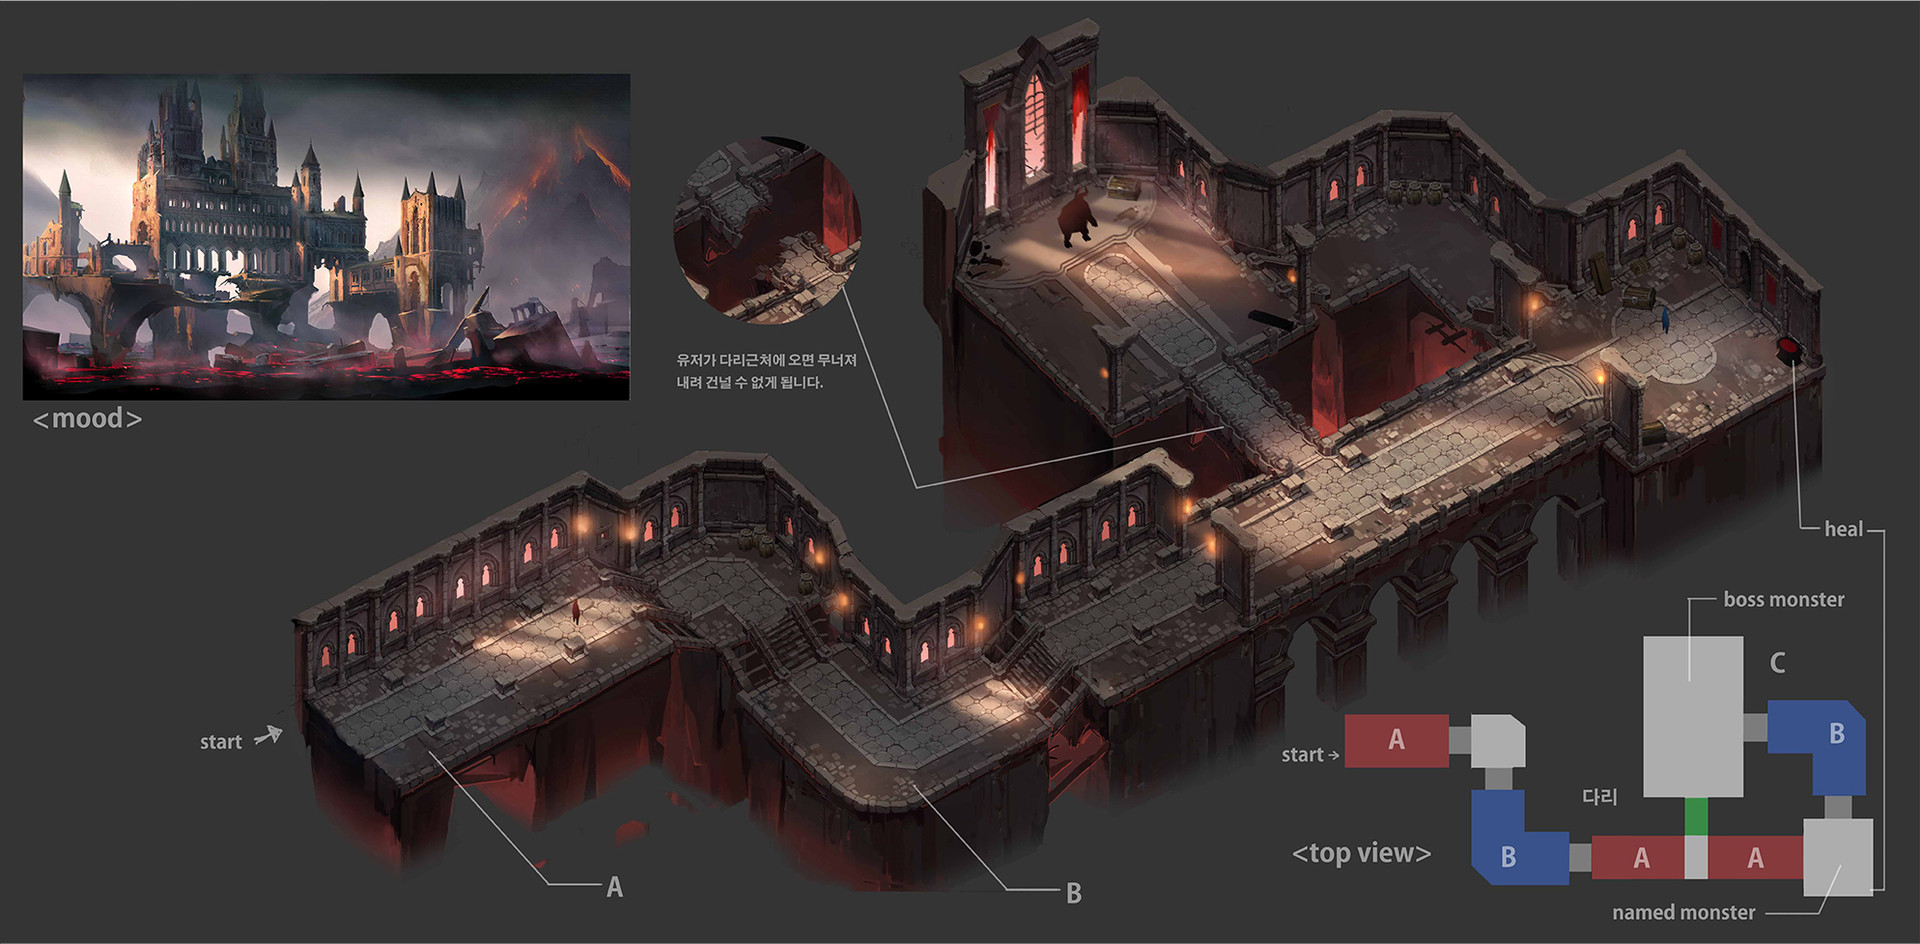 <mood>
유저가 다리근처에 오면 무너져
내려 건널 수 없게 됩니다.
start
A
B
heal
boss monster
C
start
A
B
다리
<top view>
B
A
A
named monster